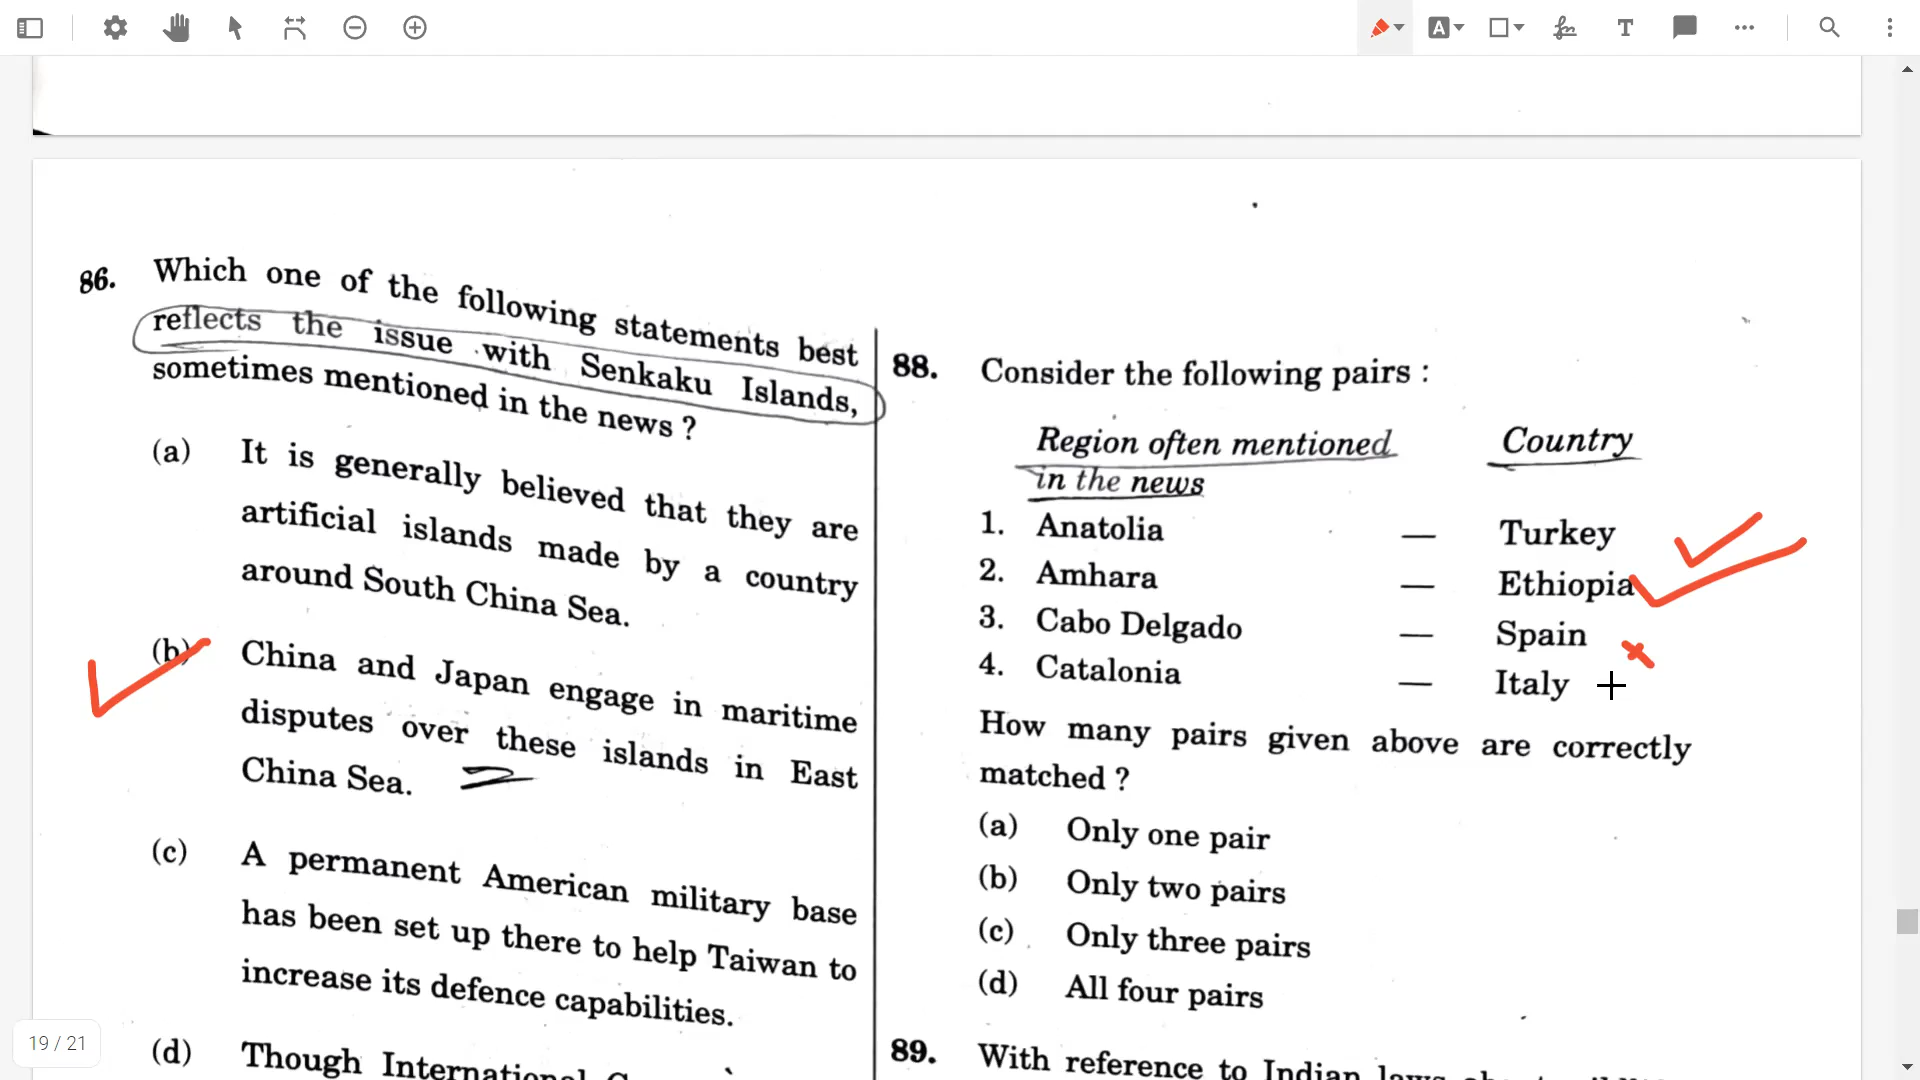 86. Which one of the following statements best
reflects the issue with Senkaku Islands,
sometimes mentioned in the news ?
(a) It is generally believed that they are
artificial islands made by a country
around South China Sea.
(b) China and Japan engage in maritime
disputes over these islands in East
China Sea.
(c) A permanent American military base
has been set up there to help Taiwan to
increase its defence capabilities.
(d) Though International
88. Consider the following pairs :
Region often mentioned Country
in the news
1. Anatolia — Turkey
2. Amhara — Ethiopia
3. Cabo Delgado — Spain
4. Catalonia — Italy
How many pairs given above are correctly
matched ?
(a) Only one pair
(b) Only two pairs
(c) Only three pairs
(d) All four pairs
89. With reference to Indian laws
19 / 21